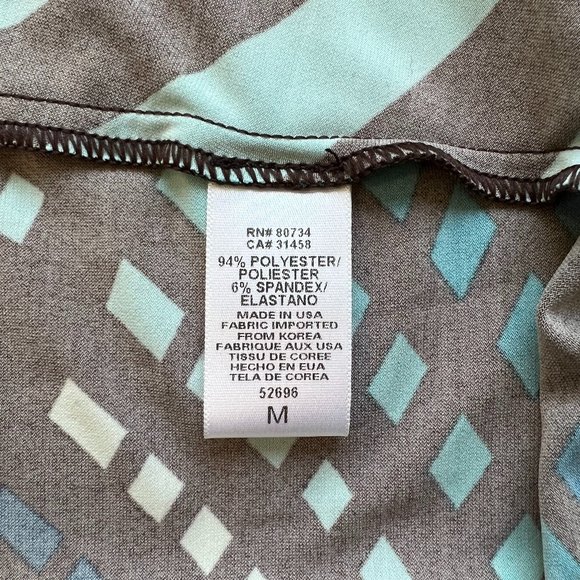 RN# 80734
CA# 31458
94% POLYESTER/
POLIESTER
6% SPANDEX/
ELASTANO
MADE IN USA
FABRIC IMPORTED
FROM KOREA
FABRIQUE AUX USA
TISSU DE COREE
HECHO EN EUA
TELA DE COREA
52696
M